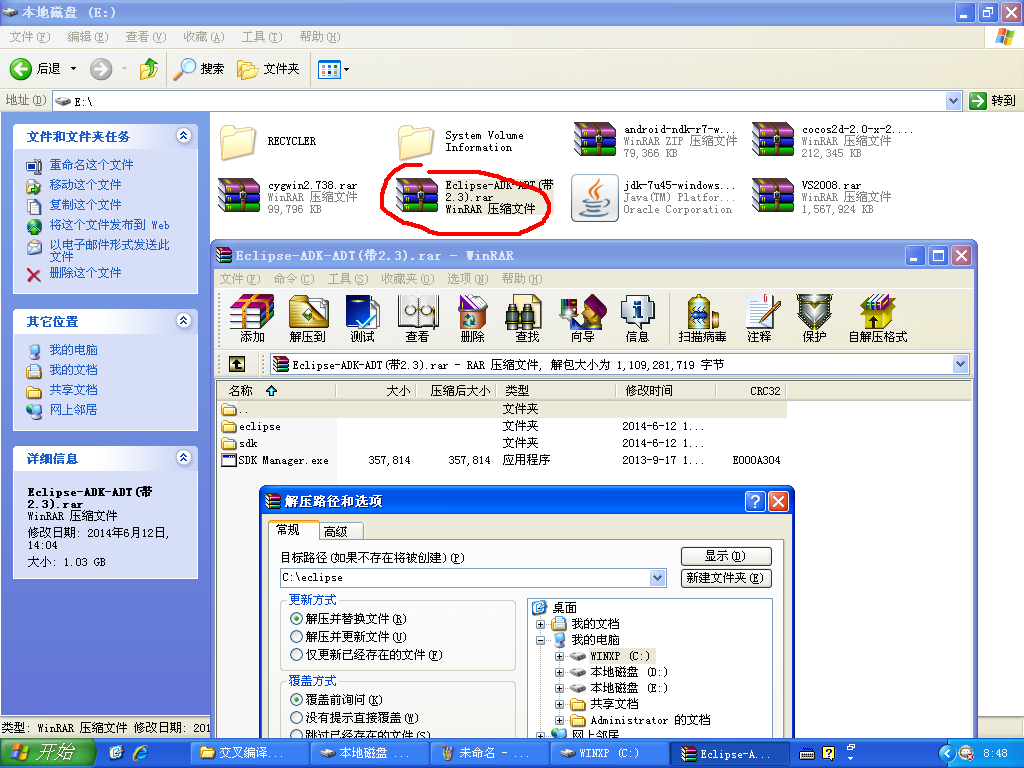 本地磁盘 (E:)
文件(F) 编辑(E) 查看(V) 收藏(A) 工具(T) 帮助(H)
后退 搜索 文件夹
地址(D) E:\ 转到
文件和文件夹任务
重命名这个文件
移动这个文件
复制这个文件
将这个文件发布到 Web
以电子邮件形式发送此
文件
删除这个文件
其它位置
我的电脑
我的文档
共享文档
网上邻居
详细信息
Eclipse-ADK-ADT(带
2.3).rar
WinRAR 压缩文件
修改日期: 2014年6月12日,
14:04
大小: 1.03 GB
RECYCLER
System Volume
Information
android-ndk-r7-w...
WinRAR ZIP 压缩文件
79,366 KB
cocos2d-2.0-x-2....
WinRAR 压缩文件
212,345 KB
cygwin2.738.rar
WinRAR 压缩文件
99,796 KB
Eclipse-ADK-ADT(带
2.3).rar
WinRAR 压缩文件
jdk-7u45-windows...
Java(TM) Platfor...
Oracle Corporation
VS2008.rar
WinRAR 压缩文件
1,567,924 KB
Eclipse-ADK-ADT(带2.3).rar - WinRAR
文件(F) 命令(C) 工具(S) 收藏夹(O) 选项(N) 帮助(H)
添加 解压到 测试 查看 删除 查找 向导 信息 扫描病毒 注释 保护 自解压格式
Eclipse-ADK-ADT(带2.3).rar - RAR 压缩文件, 解包大小为 1,109,281,719 字节
名称 大小 压缩后大小 类型 修改时间 CRC32
.. 文件夹
eclipse 文件夹 2014-6-12 1...
sdk 文件夹 2014-6-12 1...
SDK Manager.exe 357,814 357,814 应用程序 2013-9-17 1... E000A304
解压路径和选项
常规 高级
目标路径(如果不存在将被创建)(P)
显示(D)
C:\eclipse
新建文件夹(E)
更新方式
解压并替换文件(R)
解压并更新文件(U)
仅更新已经存在的文件(F)
覆盖方式
覆盖前询问(K)
没有提示直接覆盖(W)
跳过已经存在的文件(S)
桌面
我的文档
我的电脑
WINXP (C:)
本地磁盘 (D:)
本地磁盘 (E:)
共享文档
Administrator 的文档
网上邻居
类型: WinRAR 压缩文件 修改日期: 201
开始 交叉编译... 本地磁盘 ... 未命名 - ... WINXP (C:) Eclipse-A... 8:48